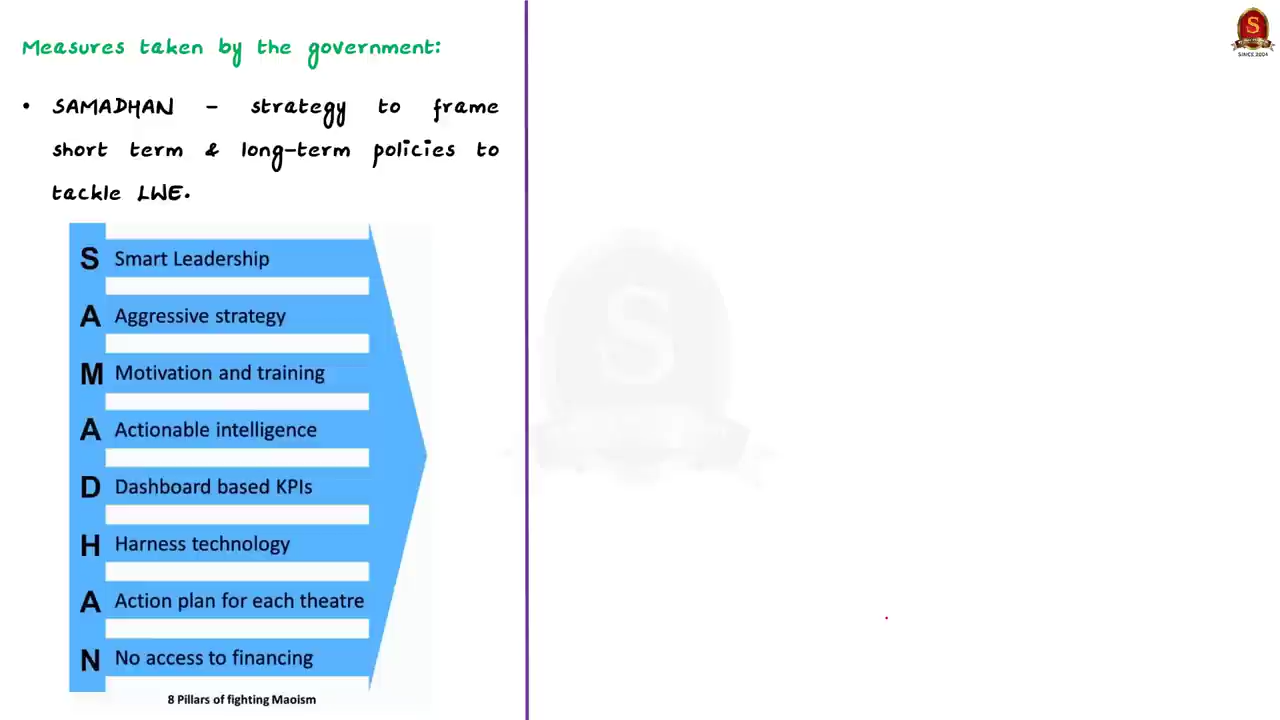 Measures taken by the government:
• SAMADHAN - strategy to frame
short term & long-term policies to
tackle LWE.
S Smart Leadership
A Aggressive strategy
M Motivation and training
A Actionable intelligence
D Dashboard based KPIs
H Harness technology
A Action plan for each theatre
N No access to financing
8 Pillars of fighting Maoism
S
SINCE 2004
S